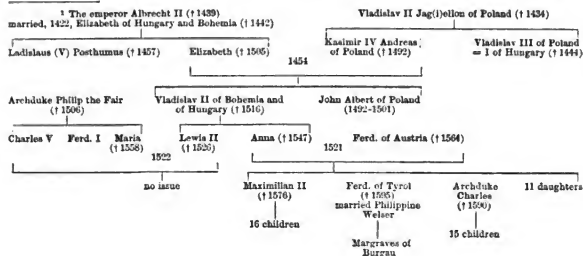 ¹ The emperor Albrecht II († 1439) Vladislav II Jag(i)ellon of Poland († 1434)
married, 1422, Elizabeth of Hungary and Bohemia († 1442)
Ladislaus (V) Posthumus († 1457) Elizabeth († 1505) Kasimir IV Andreas Vladislav III of Poland
of Poland († 1492) = I of Hungary († 1444)
1454
Archduke Philip the Fair Vladislav II of Bohemia and John Albert of Poland
(† 1506) of Hungary († 1516) (1492-1501)
Charles V Ferd. I Maria Lewis II Anna († 1547) Ferd. of Austria († 1564)
(† 1558) († 1526)
1522 1521
no issue Maximilian II Ferd. of Tyrol Archduke 11 daughters
(† 1576) († 1595) Charles
married Philippine († 1590)
16 children Welser 15 children
Margraves of
Burgau